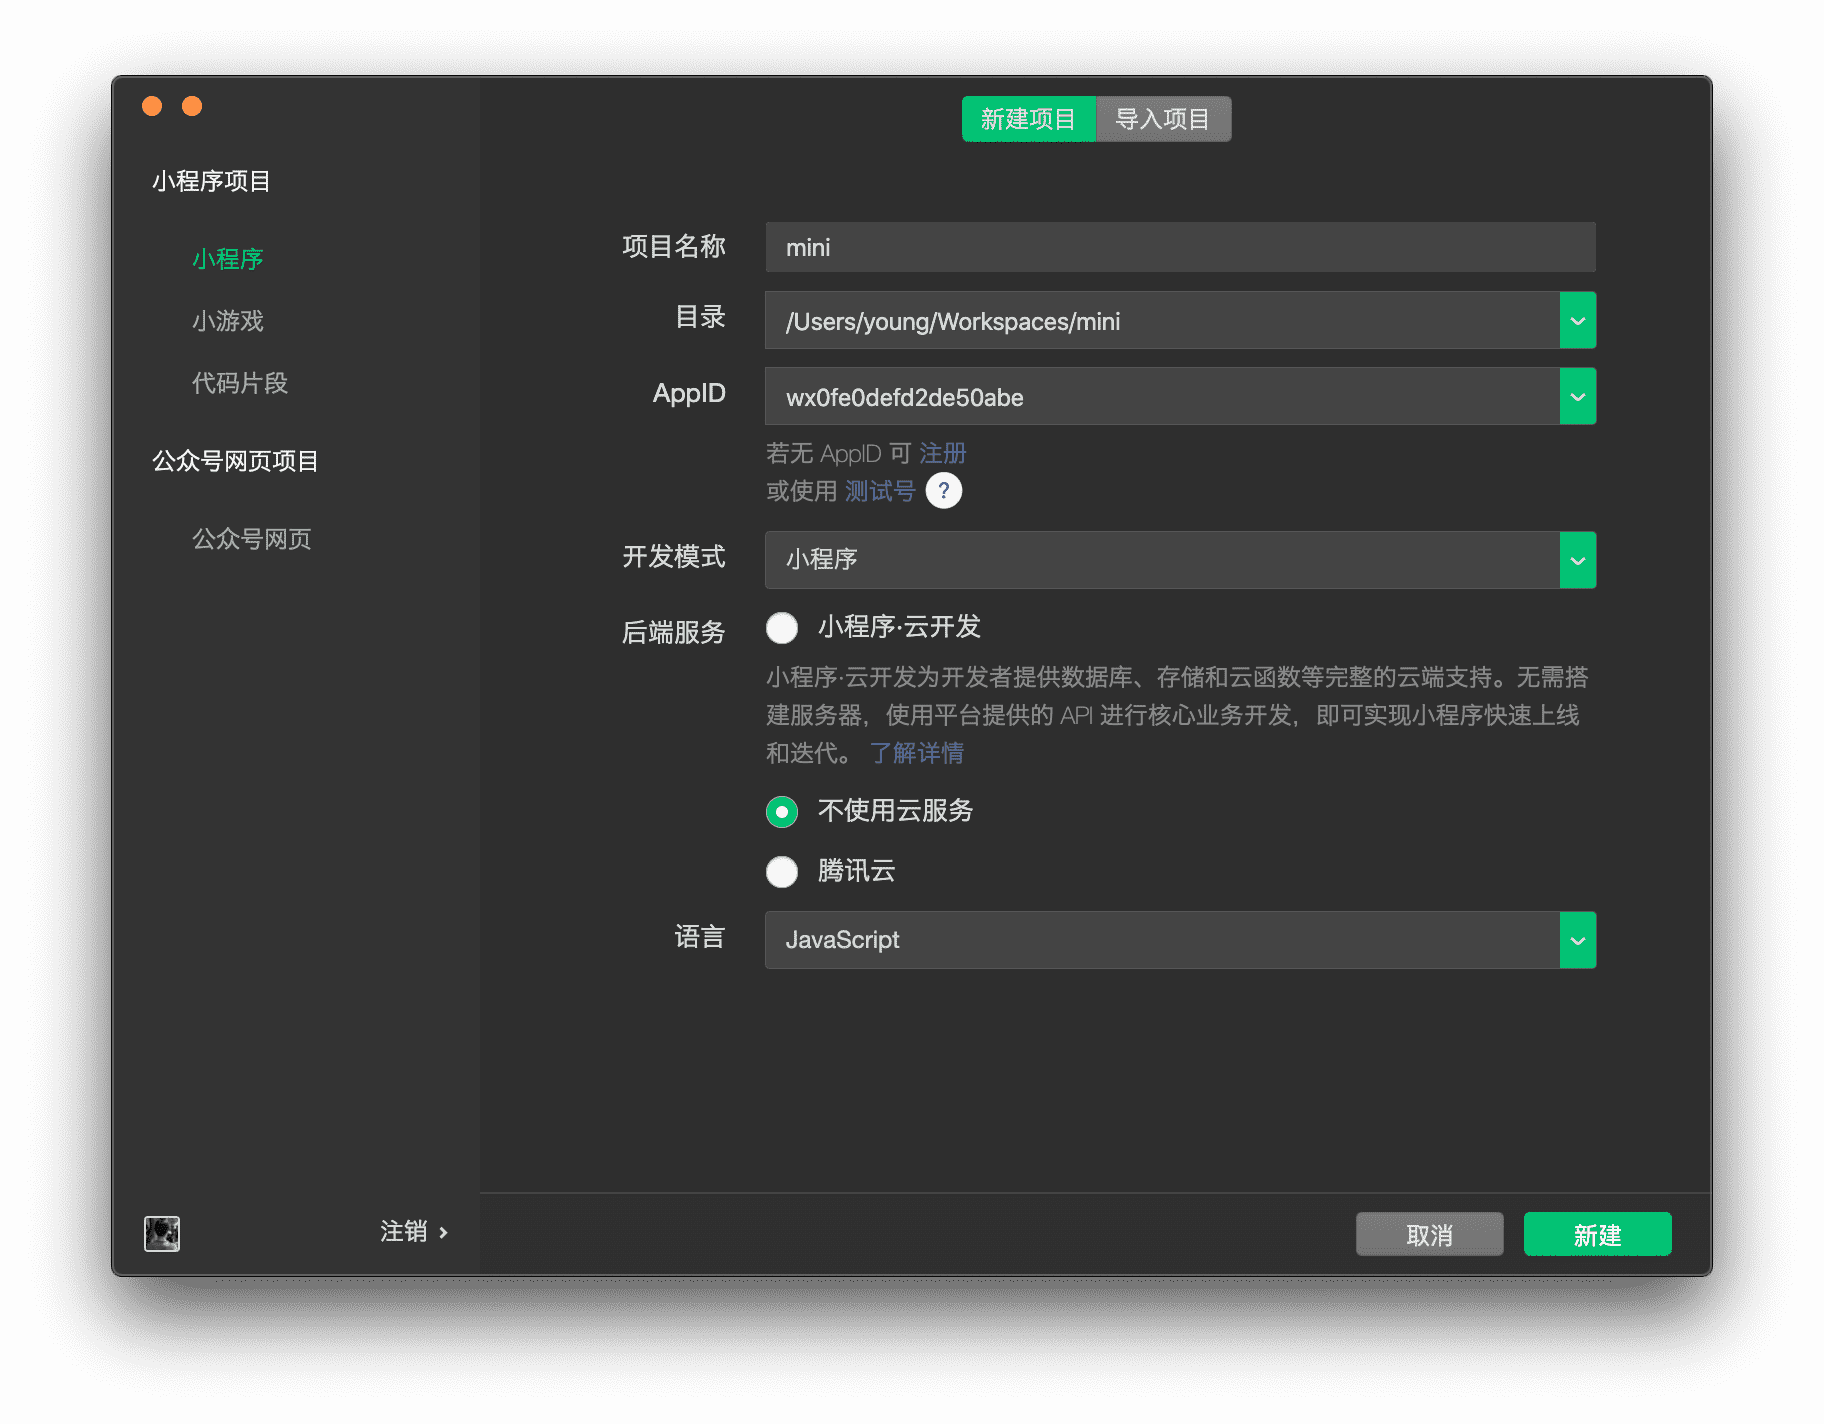 新建项目
导入项目
小程序项目
小程序
小游戏
代码片段
公众号网页项目
公众号网页
注销
项目名称
mini
目录
/Users/young/Workspaces/mini
AppID
wx0fe0defd2de50abe
若无 AppID 可 注册
或使用 测试号 ?
开发模式
小程序
后端服务
小程序·云开发
小程序·云开发为开发者提供数据库、存储和云函数等完整的云端支持。无需搭
建服务器，使用平台提供的 API 进行核心业务开发，即可实现小程序快速上线
和迭代。 了解详情
不使用云服务
腾讯云
语言
JavaScript
取消
新建